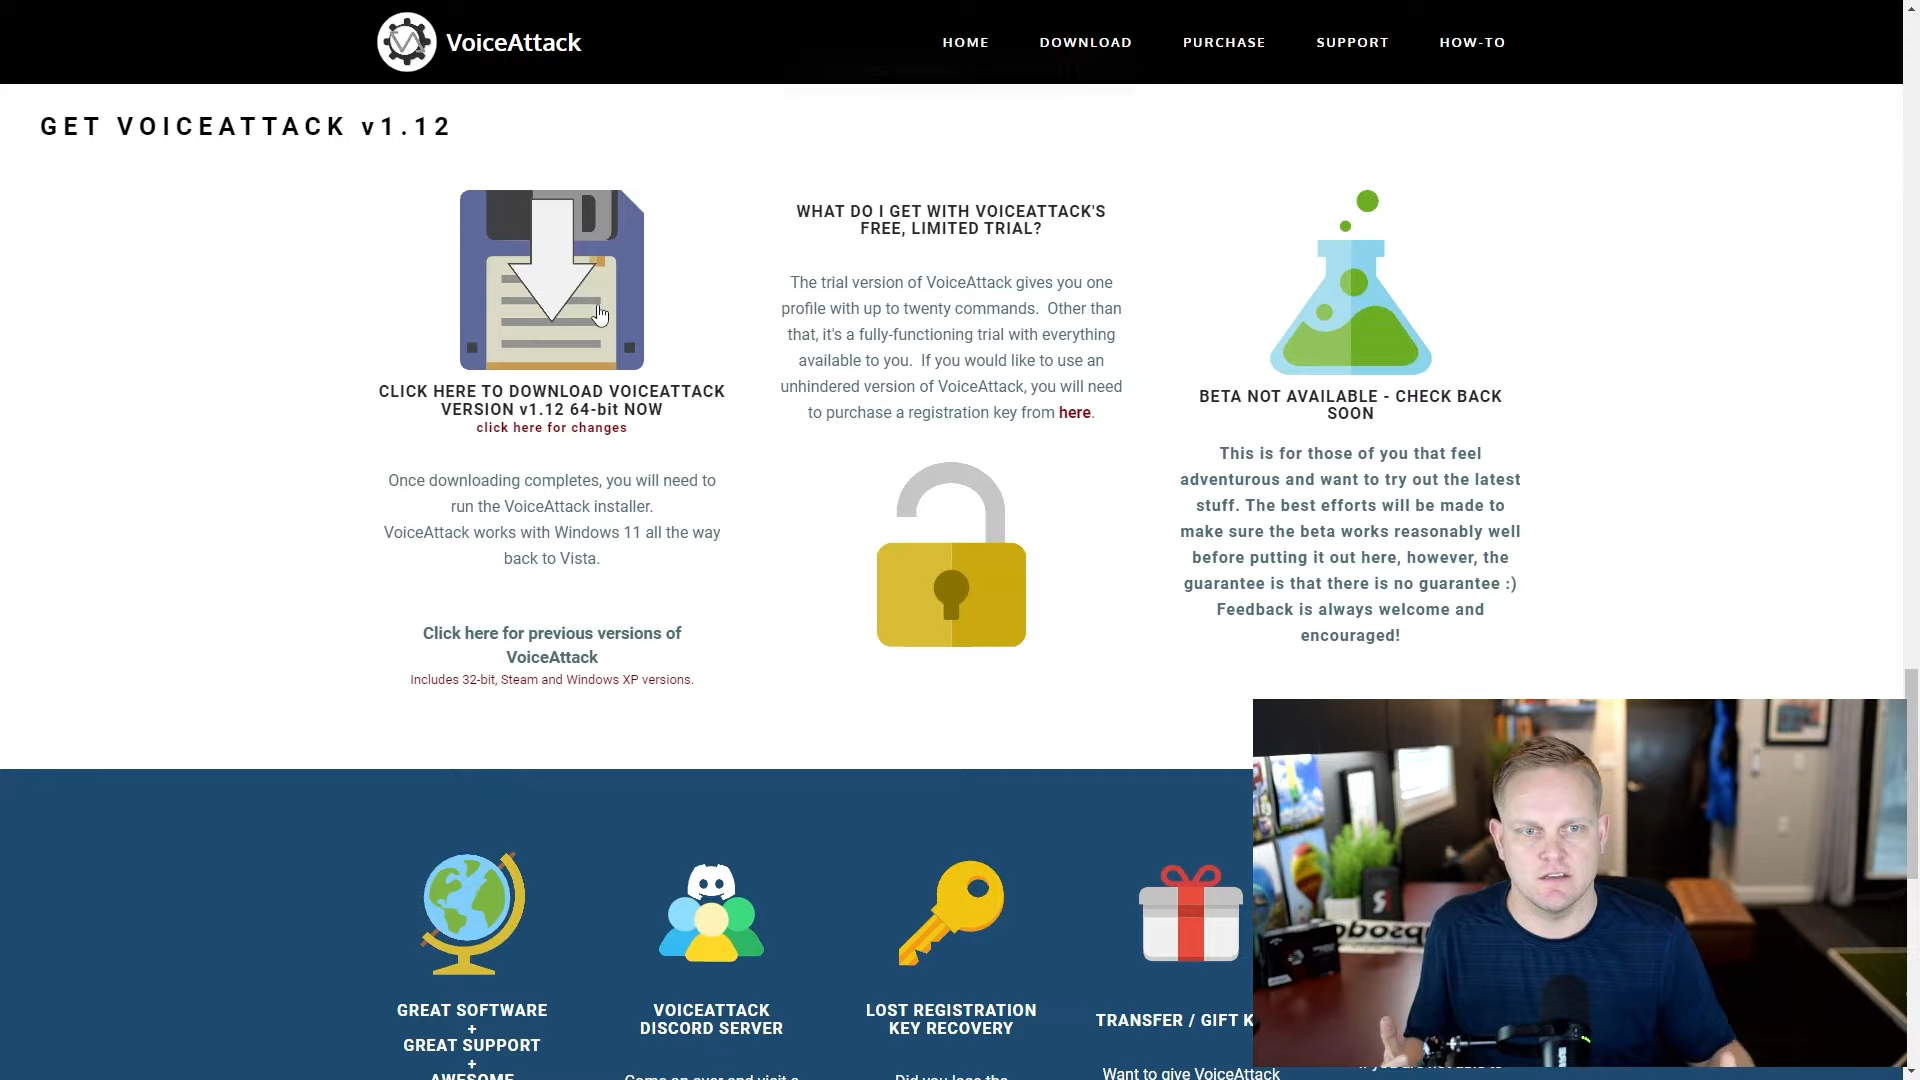 VoiceAttack
HOME
DOWNLOAD
PURCHASE
SUPPORT
HOW-TO
GET VOICEATTACK v1.12
CLICK HERE TO DOWNLOAD VOICEATTACK
VERSION v1.12 64-bit NOW
click here for changes
Once downloading completes, you will need to
run the VoiceAttack installer.
VoiceAttack works with Windows 11 all the way
back to Vista.
Click here for previous versions of
VoiceAttack
Includes 32-bit, Steam and Windows XP versions.
WHAT DO I GET WITH VOICEATTACK'S
FREE, LIMITED TRIAL?
The trial version of VoiceAttack gives you one
profile with up to twenty commands. Other than
that, it's a fully-functioning trial with everything
available to you. If you would like to use an
unhindered version of VoiceAttack, you will need
to purchase a registration key from here.
BETA NOT AVAILABLE - CHECK BACK
SOON
This is for those of you that feel
adventurous and want to try out the latest
stuff. The best efforts will be made to
make sure the beta works reasonably well
before putting it out here, however, the
guarantee is that there is no guarantee :)
Feedback is always welcome and
encouraged!
GREAT SOFTWARE
+
GREAT SUPPORT
+
AWESOME
VOICEATTACK
DISCORD SERVER
Come on over and visit a
LOST REGISTRATION
KEY RECOVERY
Did you lose the
TRANSFER / GIFT K
Want to give VoiceAttack